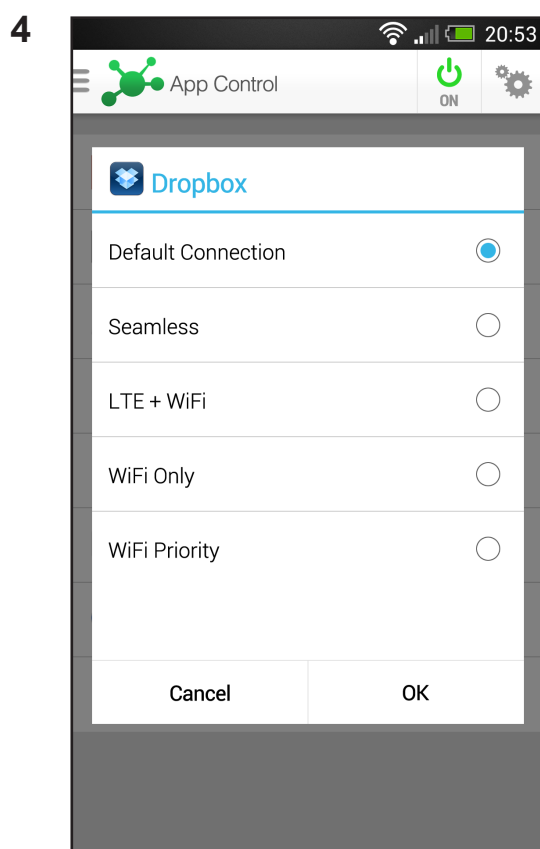 4
20:53
App Control
ON
Dropbox
Default Connection
Seamless
LTE + WiFi
WiFi Only
WiFi Priority
Cancel OK